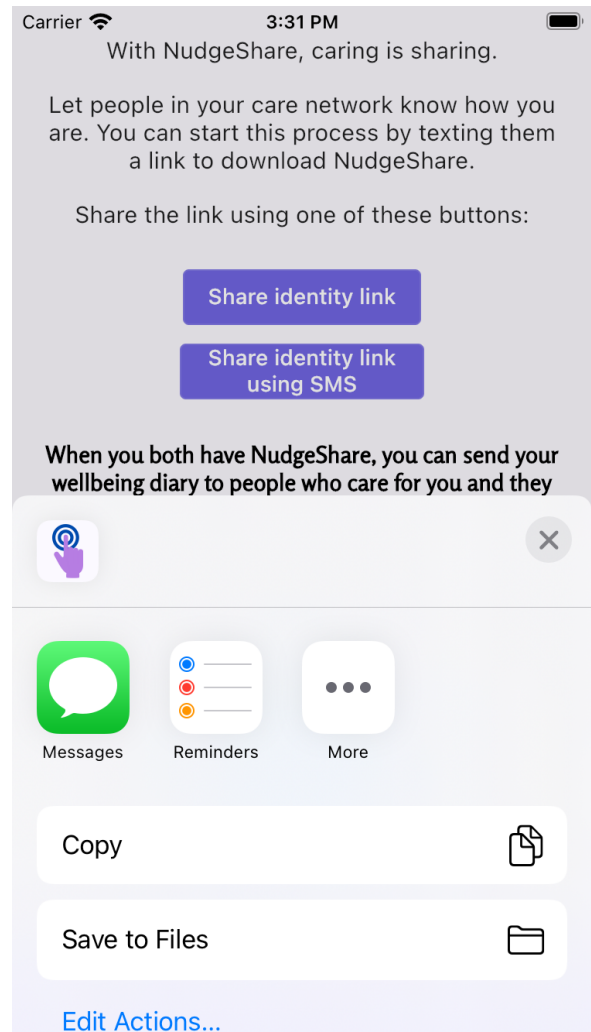 Carrier 3:31 PM
With NudgeShare, caring is sharing.
Let people in your care network know how you
are. You can start this process by texting them
a link to download NudgeShare.
Share the link using one of these buttons:
Share identity link
Share identity link
using SMS
When you both have NudgeShare, you can send your
wellbeing diary to people who care for you and they
Messages
Reminders
More
Copy
Save to Files
Edit Actions...